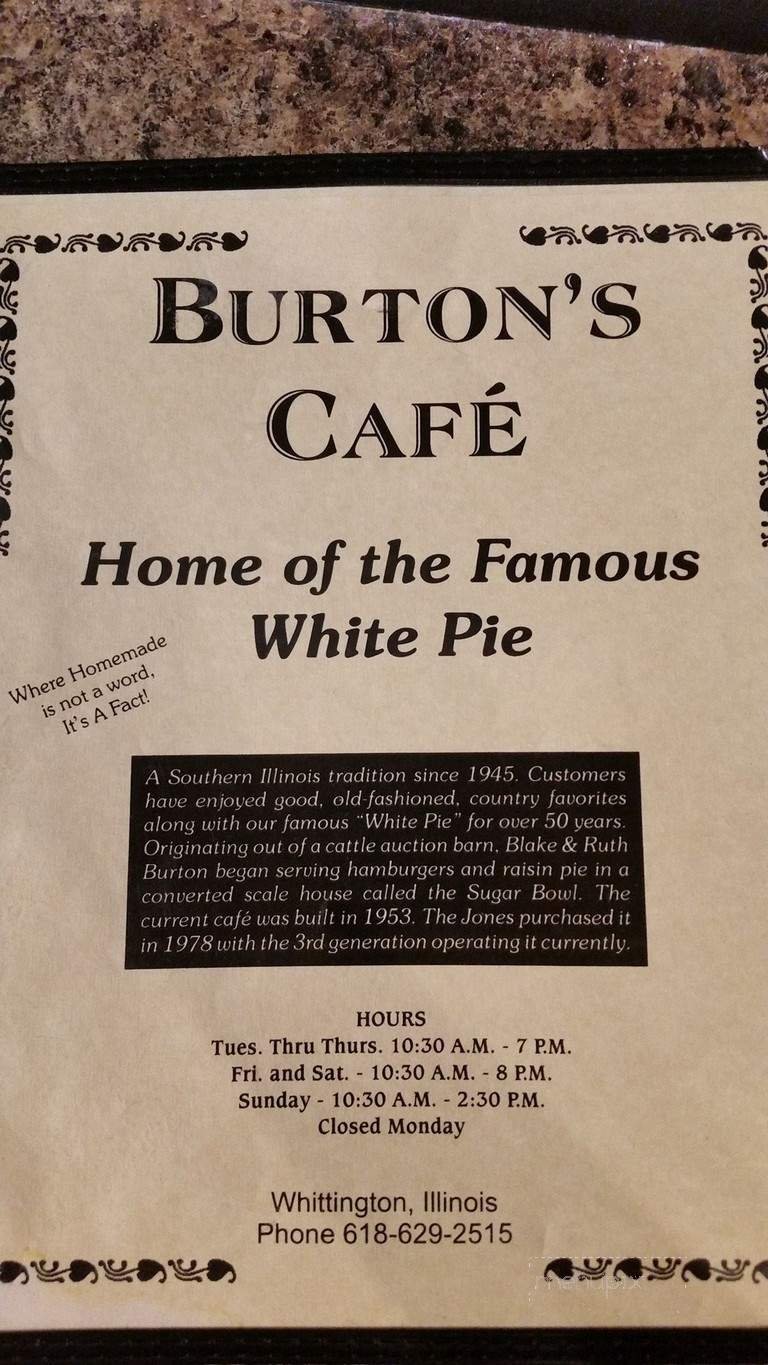 BURTON'S
CAFÉ
Home of the Famous
White Pie
Where Homemade
is not a word,
It's A Fact!
A Southern Illinois tradition since 1945. Customers
have enjoyed good, old-fashioned, country favorites
along with our famous "White Pie" for over 50 years.
Originating out of a cattle auction barn, Blake & Ruth
Burton began serving hamburgers and raisin pie in a
converted scale house called the Sugar Bowl. The
current café was built in 1953. The Jones purchased it
in 1978 with the 3rd generation operating it currently.
HOURS
Tues. Thru Thurs. 10:30 A.M. - 7 P.M.
Fri. and Sat. - 10:30 A.M. - 8 P.M.
Sunday - 10:30 A.M. - 2:30 P.M.
Closed Monday
Whittington, Illinois
Phone 618-629-2515
menupix